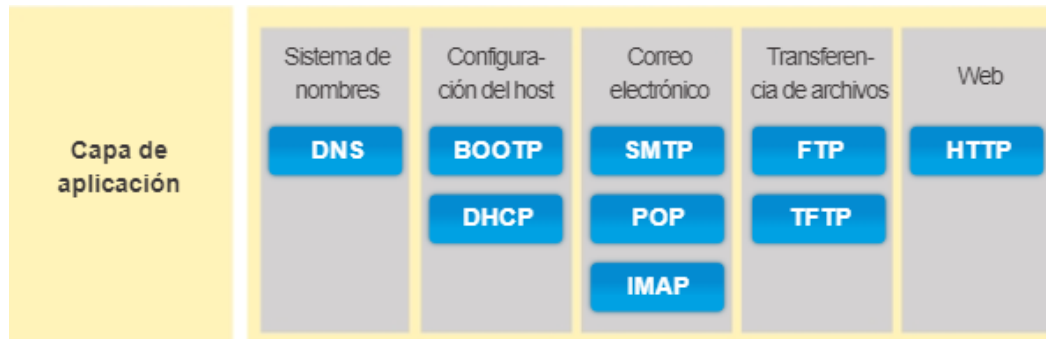 Capa de
aplicación
Sistema de
nombres
DNS
Configura-
ción del host
BOOTP
DHCP
Correo
electrónico
SMTP
POP
IMAP
Transferen-
cia de archivos
FTP
TFTP
Web
HTTP